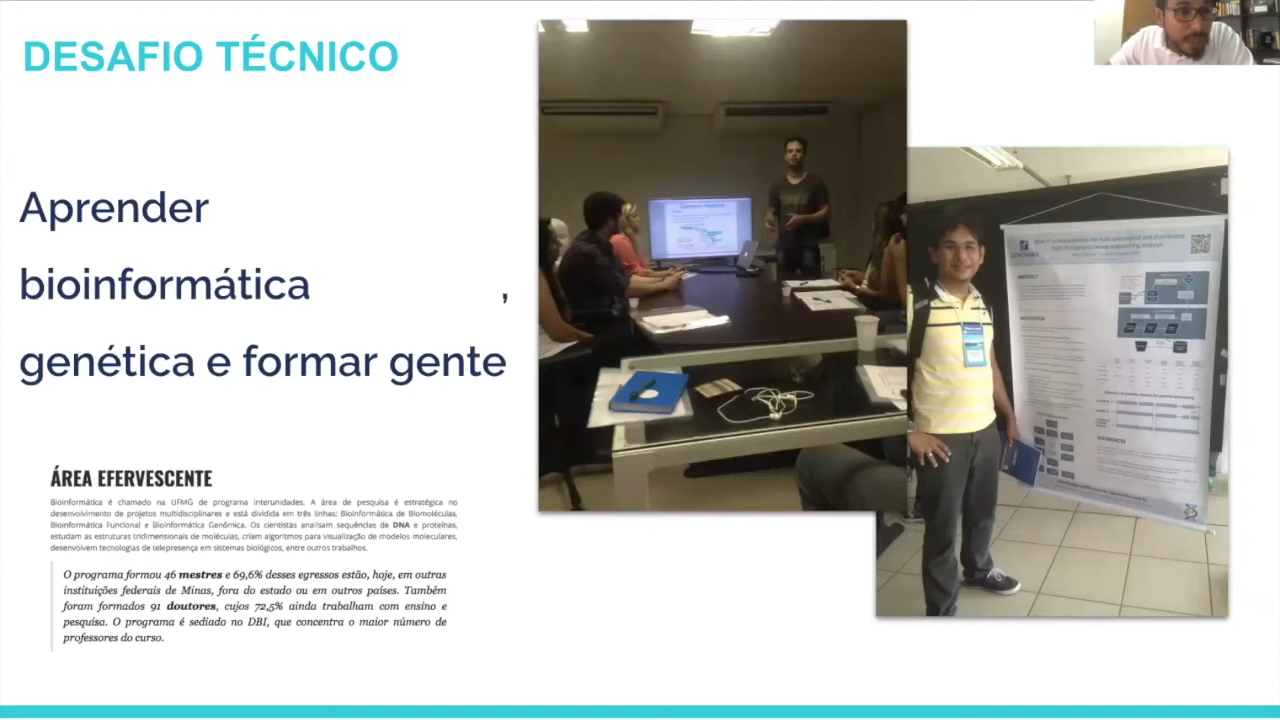 DESAFIO TÉCNICO
Aprender
bioinformática ,
genética e formar gente
ÁREA EFERVESCENTE
Bioinformática é chamado na UFMG de programa interunidades. A área de pesquisa é estratégica no
desenvolvimento de projetos multidisciplinares e está dividida em três linhas: Bioinformática de Biomoléculas,
Bioinformática Funcional e Bioinformática Genômica. Os cientistas analisam sequências de DNA e proteínas,
estudam as estruturas tridimensionais de moléculas, criam algoritmos para visualização de modelos moleculares,
desenvolvem tecnologias de telepresença em sistemas biológicos, entre outros trabalhos.
O programa formou 46 mestres e 69,6% desses egressos estão, hoje, em outras
instituições federais de Minas, fora do estado ou em outros países. Também
foram formados 91 doutores, cujos 72,5% ainda trabalham com ensino e
pesquisa. O programa é sediado no DBI, que concentra o maior número de
professores do curso.